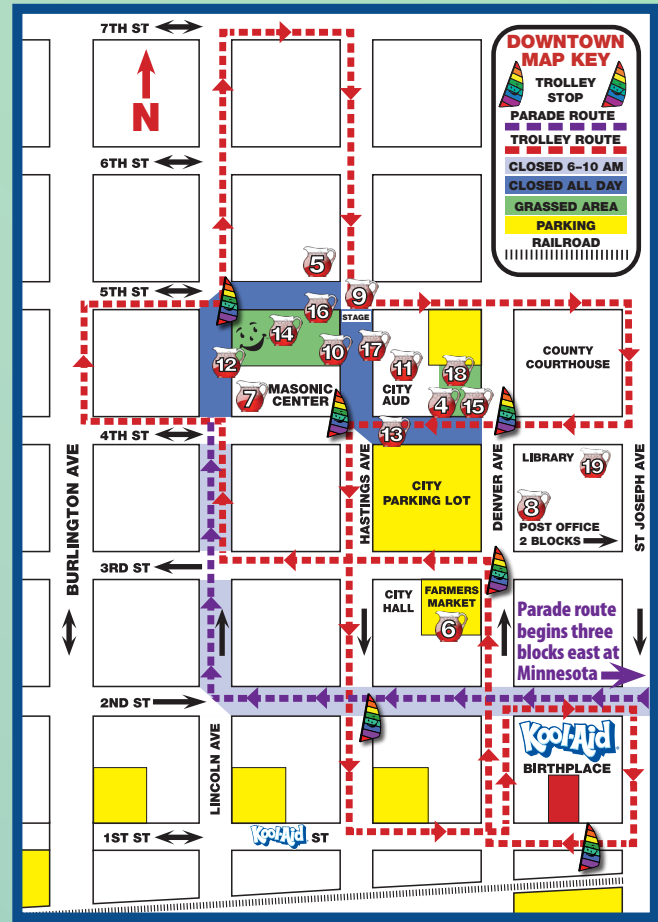 7TH ST
N
6TH ST
5TH ST
4TH ST
3RD ST
2ND ST
1ST ST
Kool-Aid ST
BURLINGTON AVE
LINCOLN AVE
HASTINGS AVE
DENVER AVE
ST JOSEPH AVE
DOWNTOWN
MAP KEY
TROLLEY
STOP
PARADE ROUTE
TROLLEY ROUTE
CLOSED 6–10 AM
CLOSED ALL DAY
GRASSED AREA
PARKING
RAILROAD
5
9
STAGE
16
14
10
17
12
11
18
7
MASONIC
CENTER
CITY
AUD
4
15
13
COUNTY
COURTHOUSE
CITY
PARKING LOT
LIBRARY
19
8
POST OFFICE
2 BLOCKS
CITY
HALL
FARMERS
MARKET
6
Parade route
begins three
blocks east at
Minnesota
Kool-Aid
BIRTHPLACE